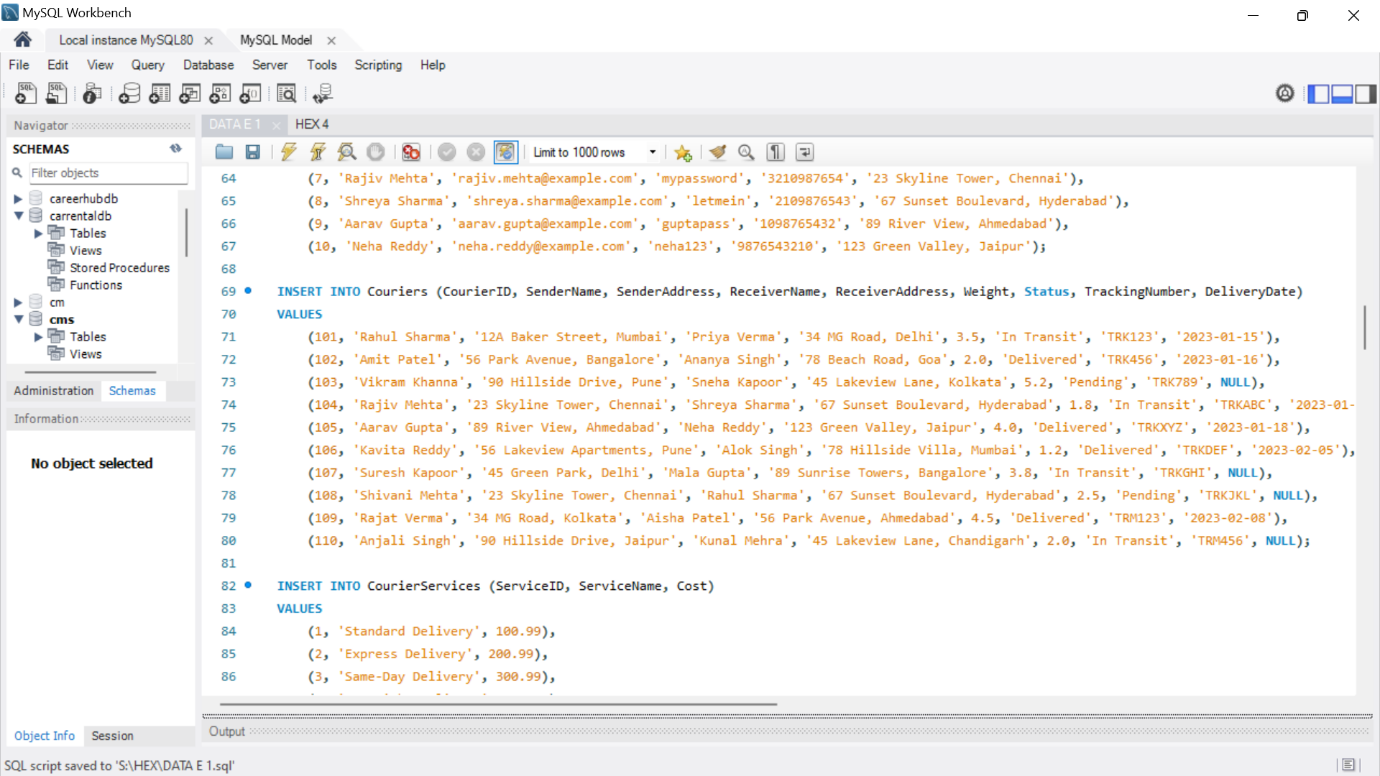 MySQL Workbench
Local instance MySQL80
MySQL Model
File Edit View Query Database Server Tools Scripting Help
Navigator
SCHEMAS
Filter objects
careerhubdb
carrentaldb
Tables
Views
Stored Procedures
Functions
cm
cms
Tables
Views
Administration Schemas
Information
No object selected
Object Info Session
DATA E 1 HEX 4
Limit to 1000 rows
64 (7, 'Rajiv Mehta', 'rajiv.mehta@example.com', 'mypassword', '3210987654', '23 Skyline Tower, Chennai'),
65 (8, 'Shreya Sharma', 'shreya.sharma@example.com', 'letmein', '2109876543', '67 Sunset Boulevard, Hyderabad'),
66 (9, 'Aarav Gupta', 'aarav.gupta@example.com', 'guptapass', '1098765432', '89 River View, Ahmedabad'),
67 (10, 'Neha Reddy', 'neha.reddy@example.com', 'neha123', '9876543210', '123 Green Valley, Jaipur');
68
69 INSERT INTO Couriers (CourierID, SenderName, SenderAddress, ReceiverName, ReceiverAddress, Weight, Status, TrackingNumber, DeliveryDate)
70 VALUES
71 (101, 'Rahul Sharma', '12A Baker Street, Mumbai', 'Priya Verma', '34 MG Road, Delhi', 3.5, 'In Transit', 'TRK123', '2023-01-15'),
72 (102, 'Amit Patel', '56 Park Avenue, Bangalore', 'Ananya Singh', '78 Beach Road, Goa', 2.0, 'Delivered', 'TRK456', '2023-01-16'),
73 (103, 'Vikram Khanna', '90 Hillside Drive, Pune', 'Sneha Kapoor', '45 Lakeview Lane, Kolkata', 5.2, 'Pending', 'TRK789', NULL),
74 (104, 'Rajiv Mehta', '23 Skyline Tower, Chennai', 'Shreya Sharma', '67 Sunset Boulevard, Hyderabad', 1.8, 'In Transit', 'TRKABC', '2023-01-
75 (105, 'Aarav Gupta', '89 River View, Ahmedabad', 'Neha Reddy', '123 Green Valley, Jaipur', 4.0, 'Delivered', 'TRKXYZ', '2023-01-18'),
76 (106, 'Kavita Reddy', '56 Lakeview Apartments, Pune', 'Alok Singh', '78 Hillside Villa, Mumbai', 1.2, 'Delivered', 'TRKDEF', '2023-02-05'),
77 (107, 'Suresh Kapoor', '45 Green Park, Delhi', 'Mala Gupta', '89 Sunrise Towers, Bangalore', 3.8, 'In Transit', 'TRKGHI', NULL),
78 (108, 'Shivani Mehta', '23 Skyline Tower, Chennai', 'Rahul Sharma', '67 Sunset Boulevard, Hyderabad', 2.5, 'Pending', 'TRKJKL', NULL),
79 (109, 'Rajat Verma', '34 MG Road, Kolkata', 'Aisha Patel', '56 Park Avenue, Ahmedabad', 4.5, 'Delivered', 'TRM123', '2023-02-08'),
80 (110, 'Anjali Singh', '90 Hillside Drive, Jaipur', 'Kunal Mehra', '45 Lakeview Lane, Chandigarh', 2.0, 'In Transit', 'TRM456', NULL);
81
82 INSERT INTO CourierServices (ServiceID, ServiceName, Cost)
83 VALUES
84 (1, 'Standard Delivery', 100.99),
85 (2, 'Express Delivery', 200.99),
86 (3, 'Same-Day Delivery', 300.99),
Output
SQL script saved to 'S:\HEX\DATA E 1.sql'